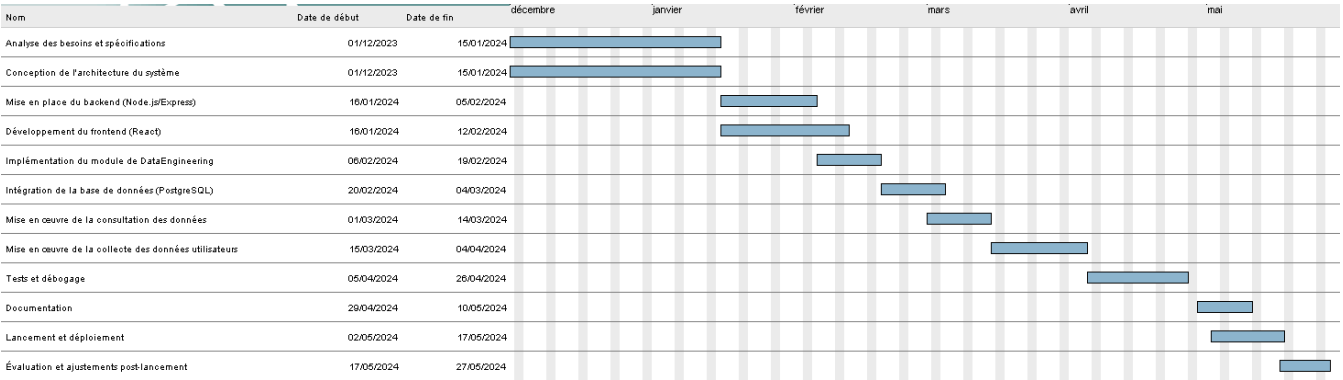 décembre janvier février mars avril mai
Nom Date de début Date de fin
Analyse des besoins et spécifications 01/12/2023 15/01/2024
Conception de l'architecture du système 01/12/2023 15/01/2024
Mise en place du backend (Node.js/Express) 16/01/2024 05/02/2024
Développement du frontend (React) 16/01/2024 12/02/2024
Implémentation du module de DataEngineering 06/02/2024 19/02/2024
Intégration de la base de données (PostgreSQL) 20/02/2024 04/03/2024
Mise en œuvre de la consultation des données 01/03/2024 14/03/2024
Mise en œuvre de la collecte des données utilisateurs 15/03/2024 04/04/2024
Tests et débogage 05/04/2024 26/04/2024
Documentation 29/04/2024 10/05/2024
Lancement et déploiement 02/05/2024 17/05/2024
Évaluation et ajustements post-lancement 17/05/2024 27/05/2024